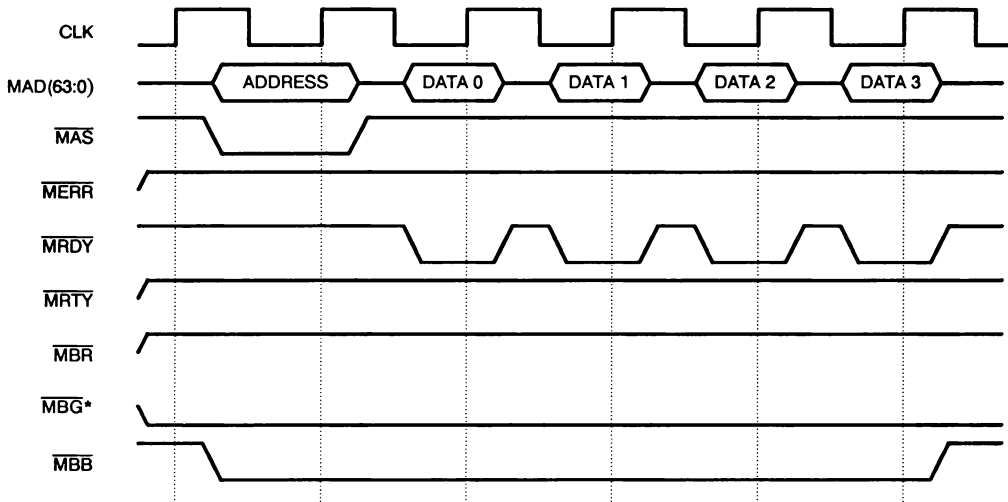 CLK
MAD(63:0)
ADDRESS DATA 0 DATA 1 DATA 2 DATA 3
MAS
MERR
MRDY
MRTY
MBR
MBG*
MBB